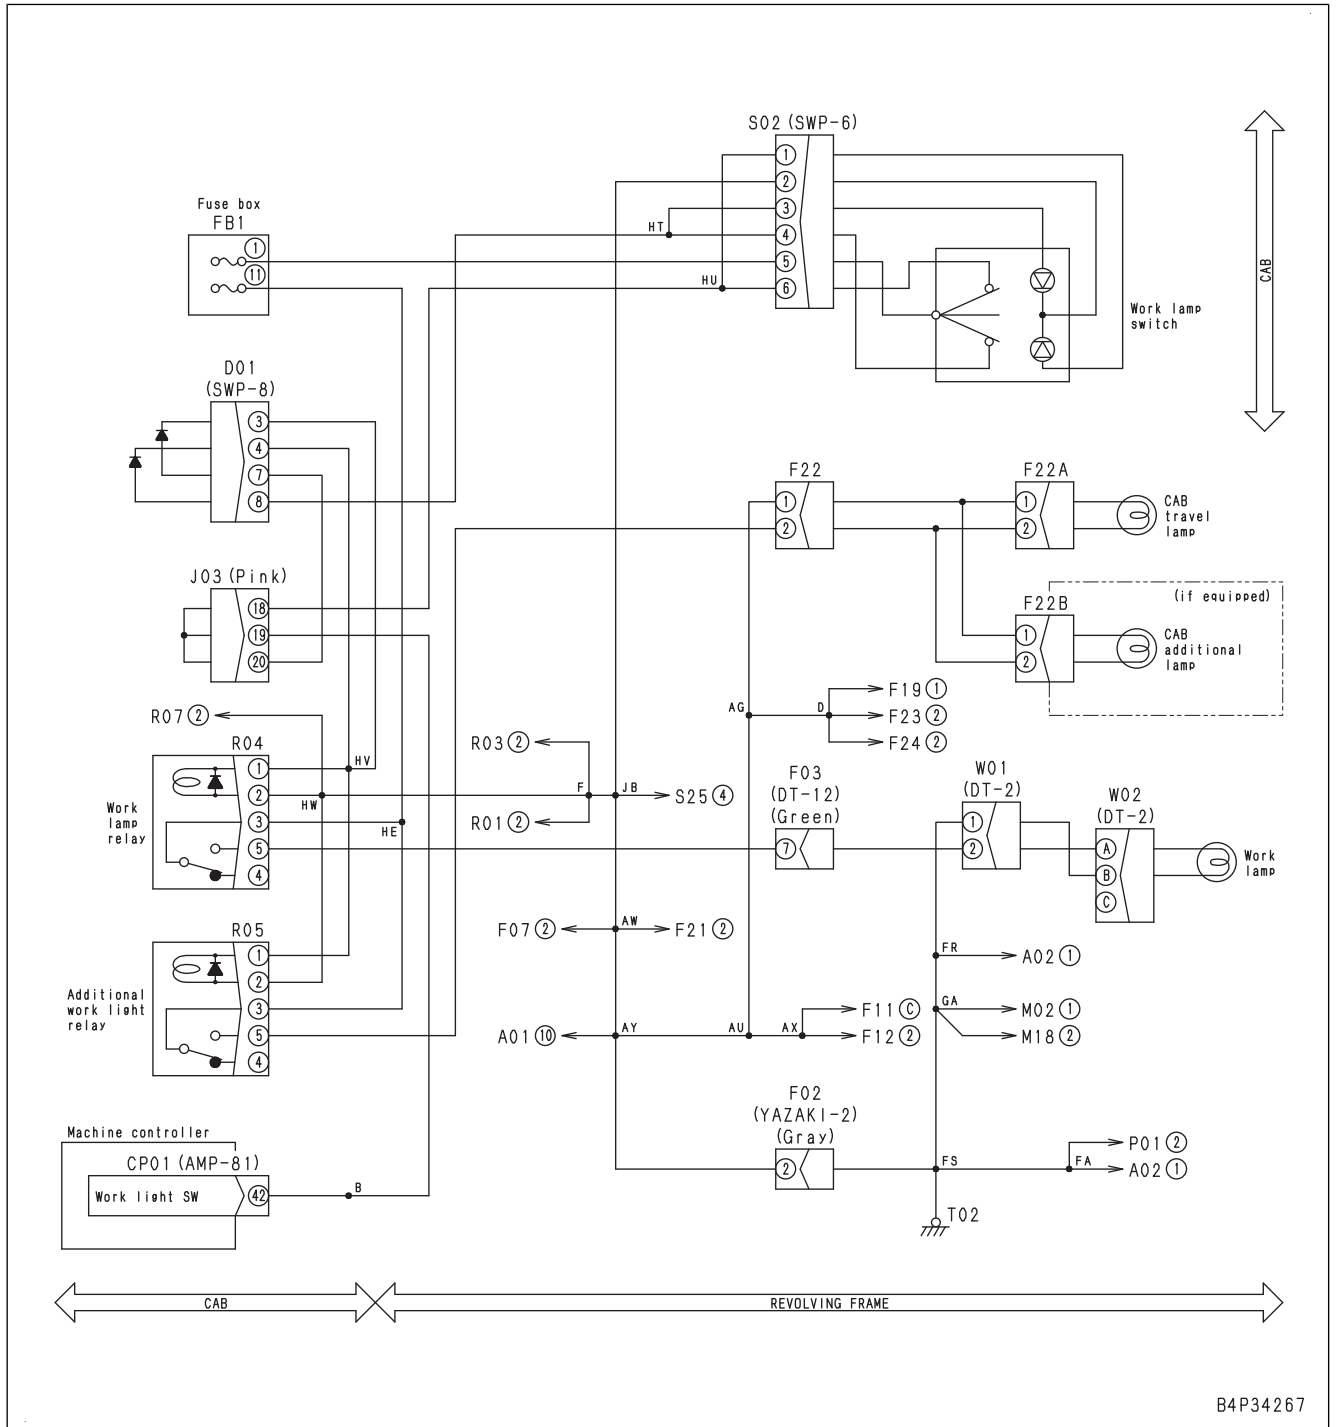 S02 (SWP-6)
1
2
3
4
5
6
HT
HU
Fuse box
FB1
1
11
Work lamp
switch
CAB
D01
(SWP-8)
3
4
7
8
F22
1
2
F22A
1
2
CAB
travel
lamp
J03 (Pink)
18
19
20
(if equipped)
F22B
1
2
CAB
additional
lamp
R07 2
AG
D
F19 1
F23 2
F24 2
R04
1
2
3
5
4
Work
lamp
relay
HV
HW
HE
R03 2
F
JB
S25 4
R01 2
F03
(DT-12)
(Green)
7
W01
(DT-2)
1
2
W02
(DT-2)
A
B
C
Work
lamp
F07 2
AW
F21 2
R05
1
2
3
5
4
Additional
work light
relay
FR
A02 1
GA
M02 1
M18 2
A01 10
AY
AU
AX
F11 C
F12 2
F02
(YAZAKI-2)
(Gray)
2
FS
FA
P01 2
A02 1
T02
Machine controller
CP01 (AMP-81)
Work light SW
42
B
CAB
REVOLVING FRAME
B4P34267